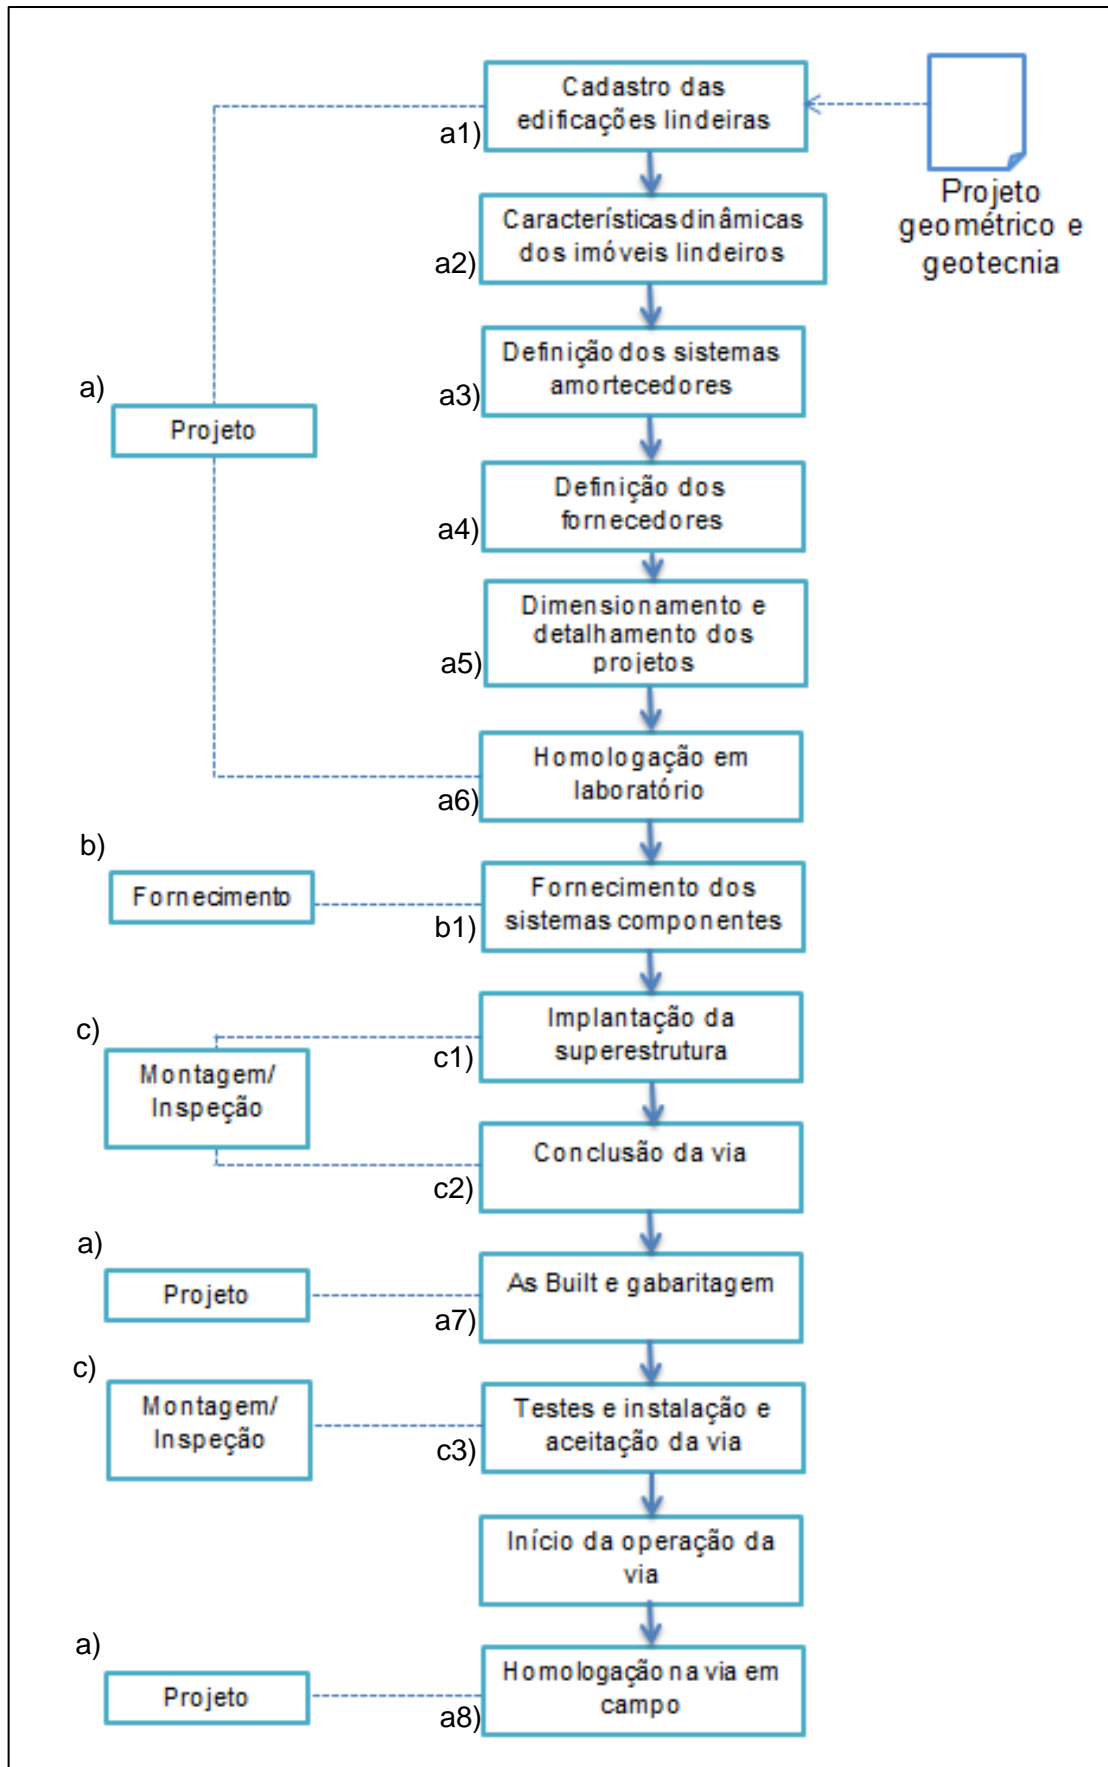 Cadastro das
edificações lindeiras
a1)
Projeto
geométrico e
geotecnia
Característicasdinâmicas
dos imóveis lindeiros
a2)
Definição dos sistemas
amortecedores
a3)
a)
Projeto
Definição dos
fornecedores
a4)
Dimensionamento e
detalhamento dos
projetos
a5)
Homologação em
laboratório
a6)
b)
Fornecimento
Fornecimento dos
sistemas componentes
b1)
c)
Montagem/
Inspeção
Implantação da
superestrutura
c1)
Conclusão da via
c2)
a)
Projeto
As Built e gabaritagem
a7)
c)
Montagem/
Inspeção
Testes e instalação e
aceitação da via
c3)
Início da operação da
via
a)
Projeto
Homologação na via em
campo
a8)